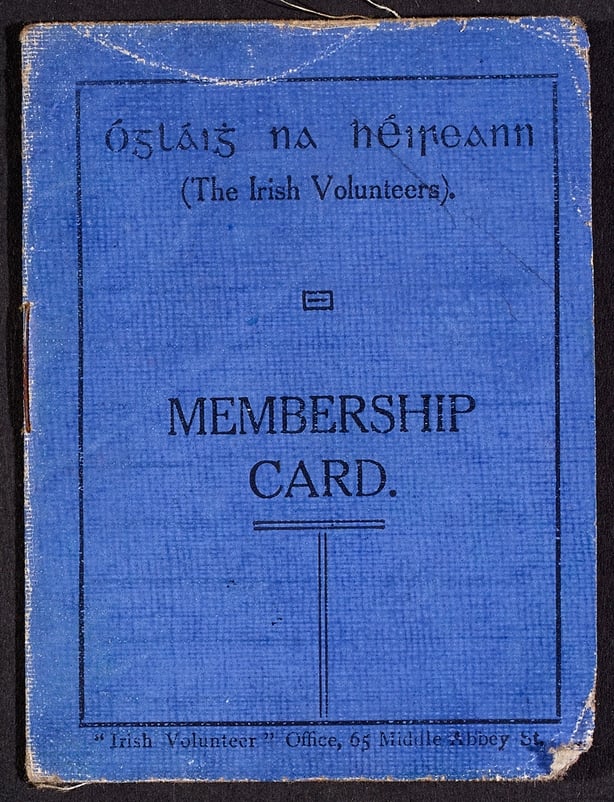 Ógláiġ na hÉireann
(The Irish Volunteers).
MEMBERSHIP
CARD.
"Irish Volunteer" Office, 65 Middle Abbey St.